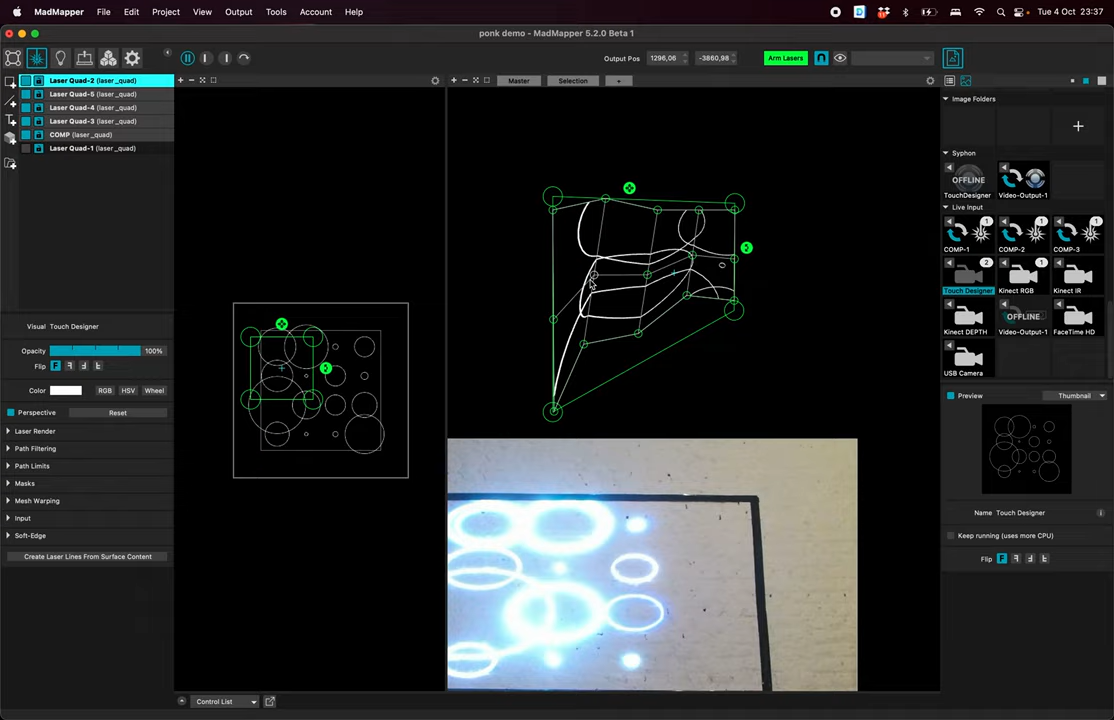 MadMapper File Edit Project View Output Tools Account Help Tue 4 Oct 23:37
ponk demo - MadMapper 5.2.0 Beta 1
Output Pos 1296,06 -3860,98 Arm Lasers
Laser Quad-2 (laser_quad)
Laser Quad-5 (laser_quad)
Laser Quad-4 (laser_quad)
Laser Quad-3 (laser_quad)
COMP (laser_quad)
Laser Quad-1 (laser_quad)
Visual Touch Designer
Opacity 100%
Flip F
Color RGB HSV Wheel
Perspective Reset
Laser Render
Path Filtering
Path Limits
Masks
Mesh Warping
Input
Soft-Edge
Create Laser Lines From Surface Content
Master Selection +
Control List
Image Folders
+
Syphon
OFFLINE
TouchDesigner Video-Output-1
Live Input
1 1 1
COMP-1 COMP-2 COMP-3
2
Touch Designer Kinect RGB Kinect IR
OFFLINE
Kinect DEPTH Video-Output-1 FaceTime HD
USB Camera
Preview Thumbnail
Name Touch Designer
Keep running (uses more CPU)
Flip F